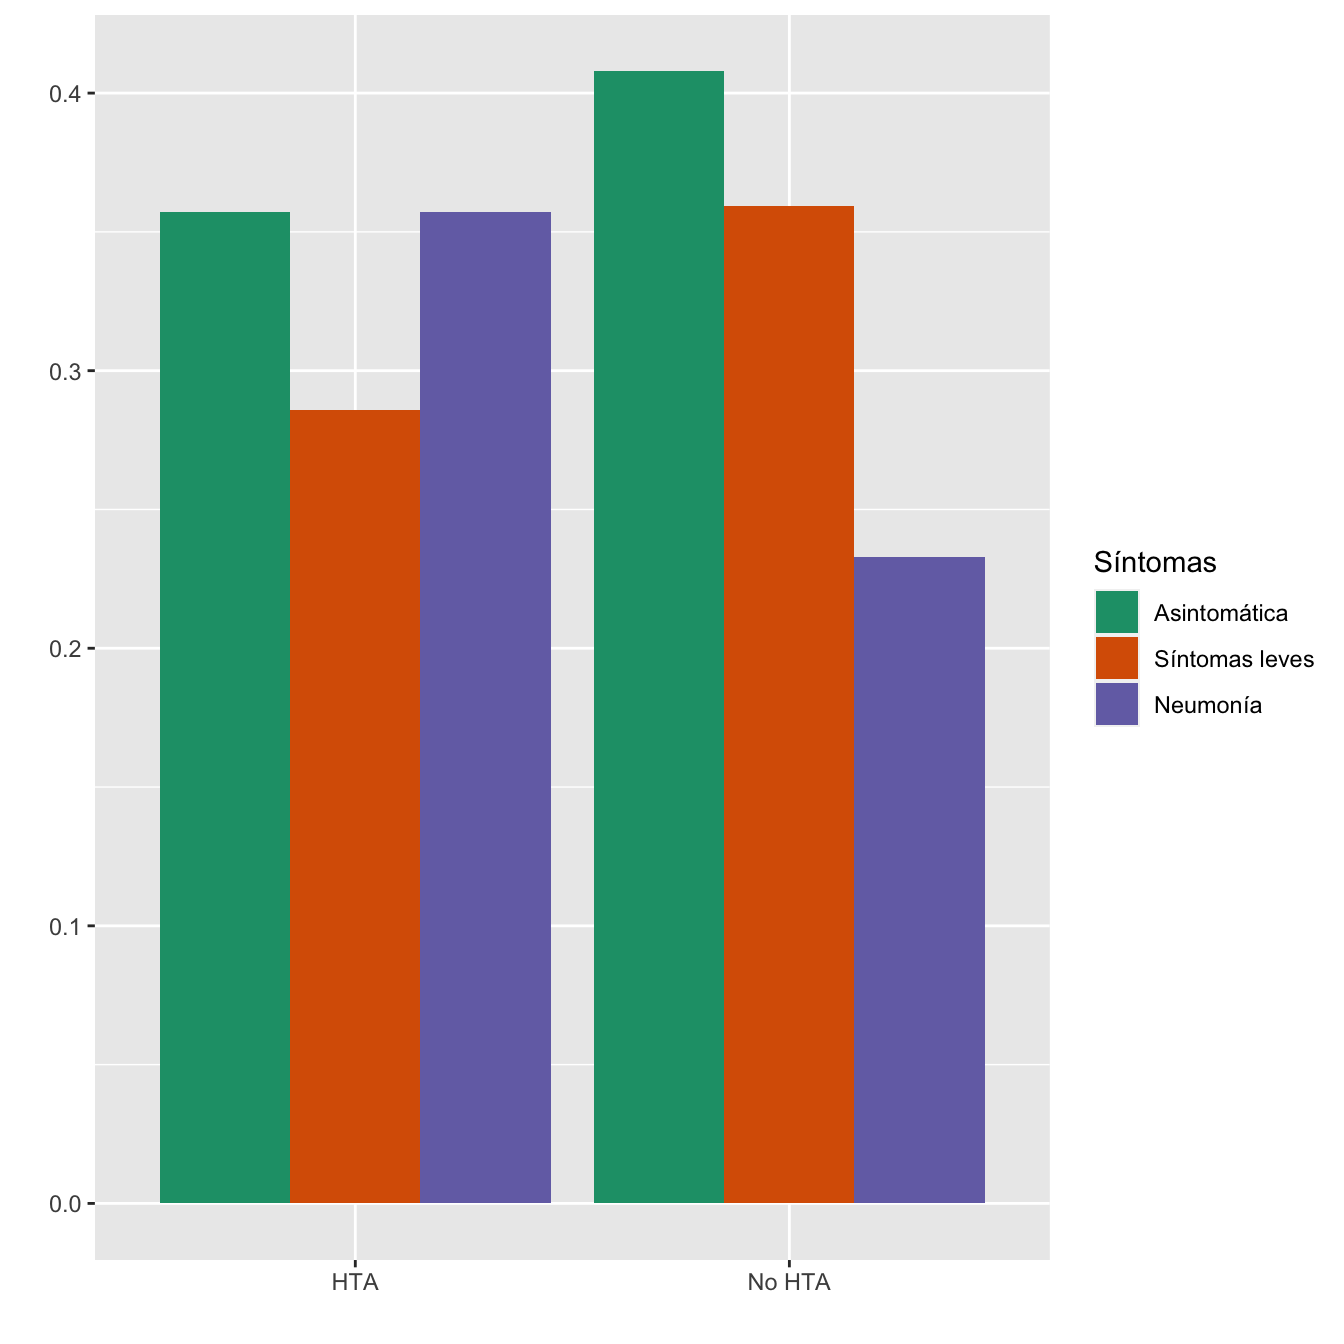 0.4
0.3
0.2
0.1
0.0
HTA
No HTA
Síntomas
Asintomática
Síntomas leves
Neumonía